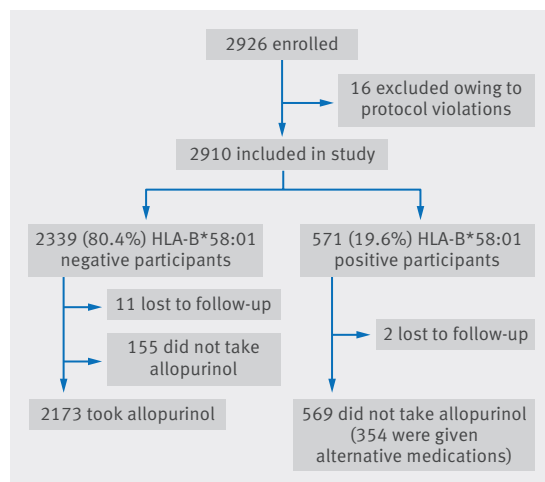 2926 enrolled
16 excluded owing to
protocol violations
2910 included in study
2339 (80.4%) HLA-B*58:01
negative participants
11 lost to follow-up
155 did not take
allopurinol
2173 took allopurinol
571 (19.6%) HLA-B*58:01
positive participants
2 lost to follow-up
569 did not take allopurinol
(354 were given
alternative medications)